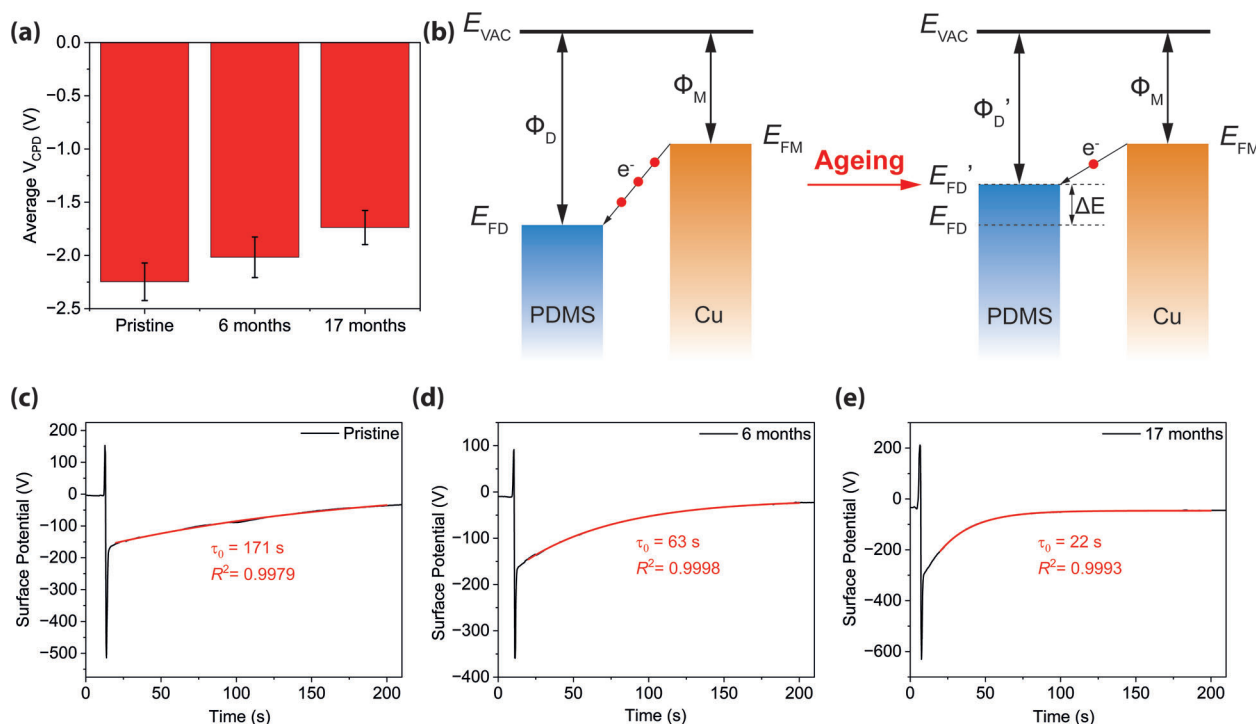 (a)
0.0
−0.5
−1.0
−1.5
−2.0
−2.5
Average V_CPD (V)
Pristine
6 months
17 months
(b)
E_VAC
Φ_D
Φ_M
e⁻
E_FM
E_FD
PDMS
Cu
Ageing
E_VAC
Φ_D’
Φ_M
e⁻
E_FM
E_FD’
ΔE
E_FD
PDMS
Cu
(c)
Pristine
200
100
0
−100
−200
−300
−400
−500
Surface Potential (V)
τ₀ = 171 s
R²= 0.9979
0 50 100 150 200
Time (s)
(d)
6 months
100
0
−100
−200
−300
−400
Surface Potential (V)
τ₀ = 63 s
R²= 0.9998
0 50 100 150 200
Time (s)
(e)
17 months
200
0
−200
−400
−600
Surface Potential (V)
τ₀ = 22 s
R²= 0.9993
0 50 100 150 200
Time (s)